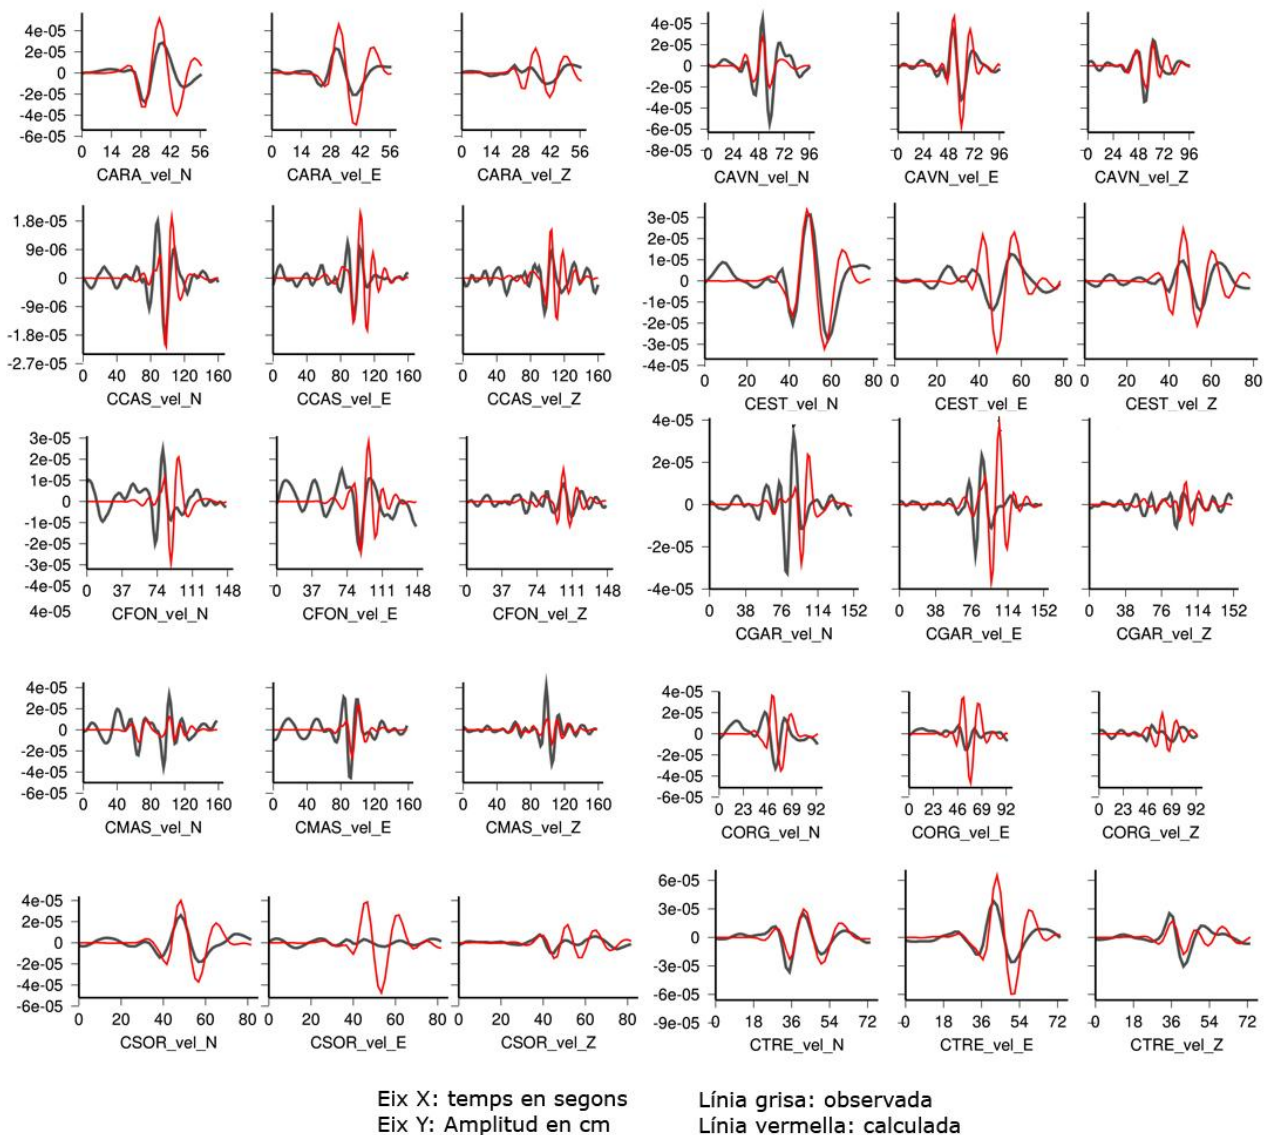 4e-05
2e-05
0
-2e-05
-4e-05
-6e-05
0 14 28 42 56
CARA_vel_N
0 14 28 42 56
CARA_vel_E
0 14 28 42 56
CARA_vel_Z
4e-05
2e-05
0
-2e-05
-4e-05
-6e-05
-8e-05
0 24 48 72 96
CAVN_vel_N
0 24 48 72 96
CAVN_vel_E
0 24 48 72 96
CAVN_vel_Z
1.8e-05
9e-06
0
-9e-06
-1.8e-05
-2.7e-05
0 40 80 120 160
CCAS_vel_N
0 40 80 120 160
CCAS_vel_E
0 40 80 120 160
CCAS_vel_Z
3e-05
2e-05
1e-05
0
-1e-05
-2e-05
-3e-05
-4e-05
0 20 40 60 80
CEST_vel_N
0 20 40 60 80
CEST_vel_E
0 20 40 60 80
CEST_vel_Z
3e-05
2e-05
1e-05
0
-1e-05
-2e-05
-3e-05
-4e-05
4e-05
0 37 74 111 148
CFON_vel_N
0 37 74 111 148
CFON_vel_E
0 37 74 111 148
CFON_vel_Z
4e-05
2e-05
0
-2e-05
-4e-05
0 38 76 114 152
CGAR_vel_N
0 38 76 114 152
CGAR_vel_E
0 38 76 114 152
CGAR_vel_Z
4e-05
2e-05
0
-2e-05
-4e-05
-6e-05
0 40 80 120 160
CMAS_vel_N
0 40 80 120 160
CMAS_vel_E
0 40 80 120 160
CMAS_vel_Z
4e-05
2e-05
0
-2e-05
-4e-05
-6e-05
0 23 46 69 92
CORG_vel_N
0 23 46 69 92
CORG_vel_E
0 23 46 69 92
CORG_vel_Z
4e-05
2e-05
0
-2e-05
-4e-05
-6e-05
0 20 40 60 80
CSOR_vel_N
0 20 40 60 80
CSOR_vel_E
0 20 40 60 80
CSOR_vel_Z
6e-05
3e-05
0
-3e-05
-6e-05
-9e-05
-0 18 36 54 72
CTRE_vel_N
-0 18 36 54 72
CTRE_vel_E
-0 18 36 54 72
CTRE_vel_Z
Eix X: temps en segons
Eix Y: Amplitud en cm
Línia grisa: observada
Línia vermella: calculada